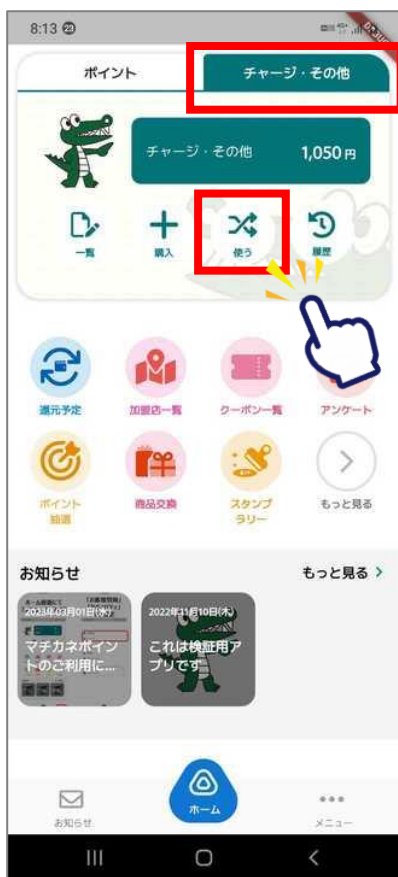 8:13 23
ポイント
チャージ・その他
チャージ・その他 1,050 円
一覧
購入
使う
履歴
還元予定
加盟店一覧
クーポン一覧
アンケート
ポイント
抽選
商品交換
スタンプ
ラリー
もっと見る
お知らせ
もっと見る >
2023年03月01日(水)
マチカネポイン
トのご利用に...
2022年11月10日(木)
これは検証用ア
プリです
お知らせ
ホーム
メニュー